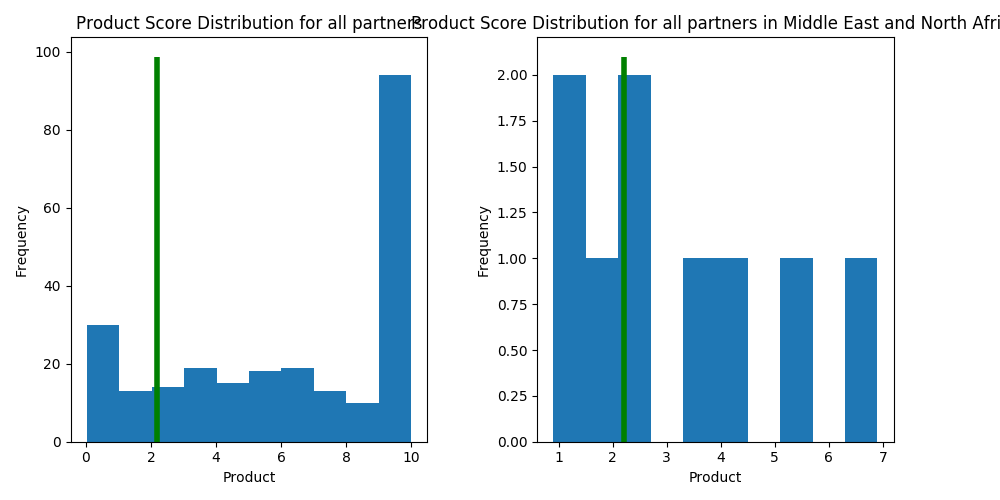 Product Score Distribution for all partners
Product Score Distribution for all partners in Middle East and North Afri
100
80
60
40
20
0
Frequency
0 2 4 6 8 10
Product
2.00
1.75
1.50
1.25
1.00
0.75
0.50
0.25
0.00
Frequency
1 2 3 4 5 6 7
Product